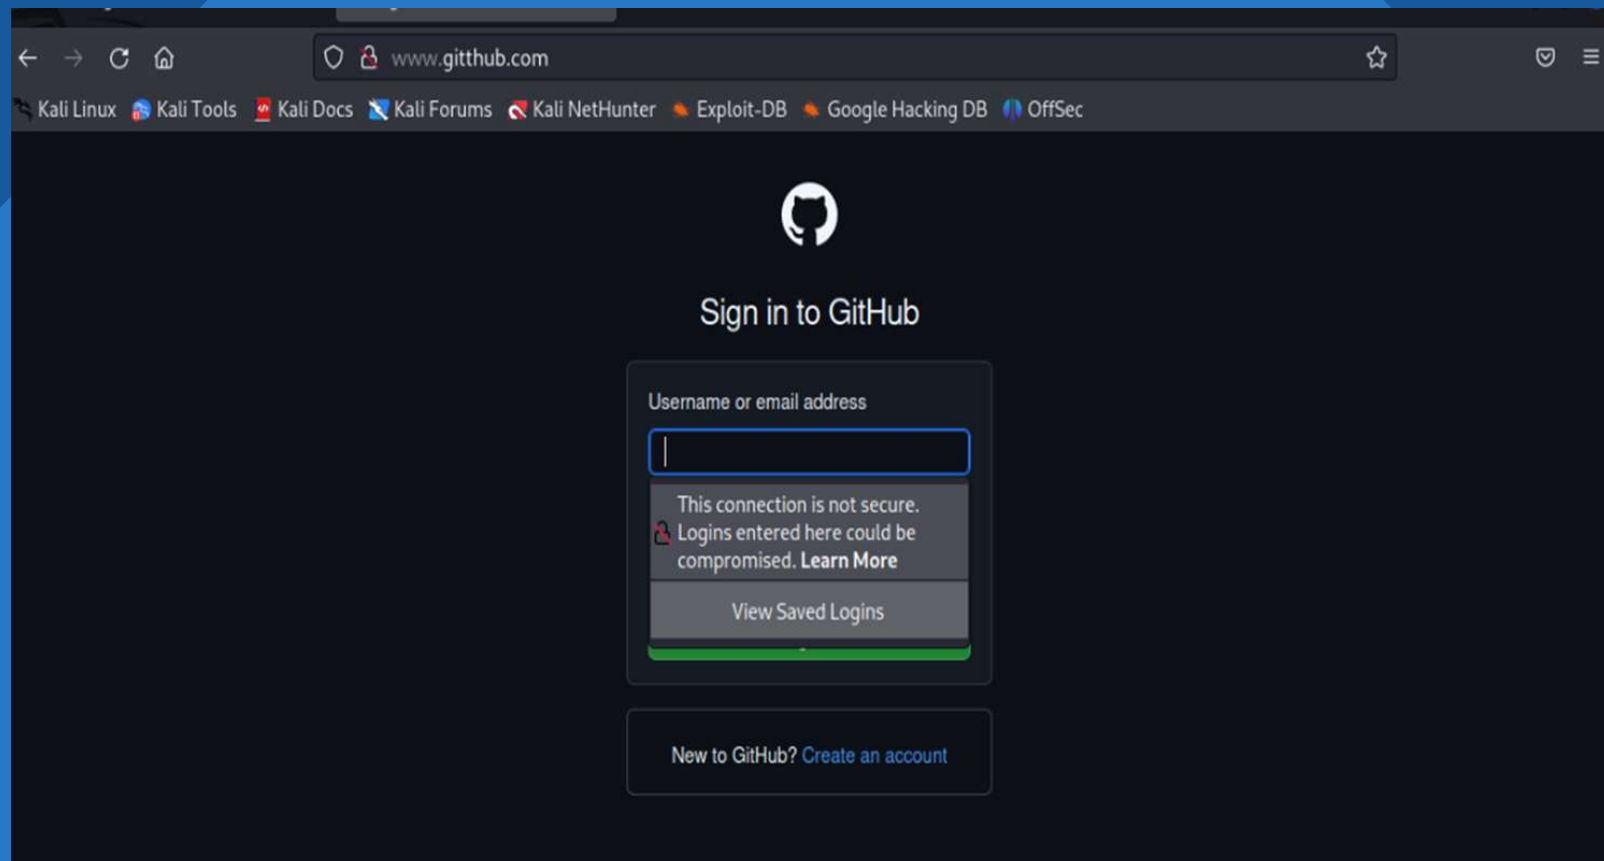 www.gitthub.com
Kali Linux Kali Tools Kali Docs Kali Forums Kali NetHunter Exploit-DB Google Hacking DB OffSec
Sign in to GitHub
Username or email address
This connection is not secure.
Logins entered here could be
compromised. Learn More
View Saved Logins
New to GitHub? Create an account